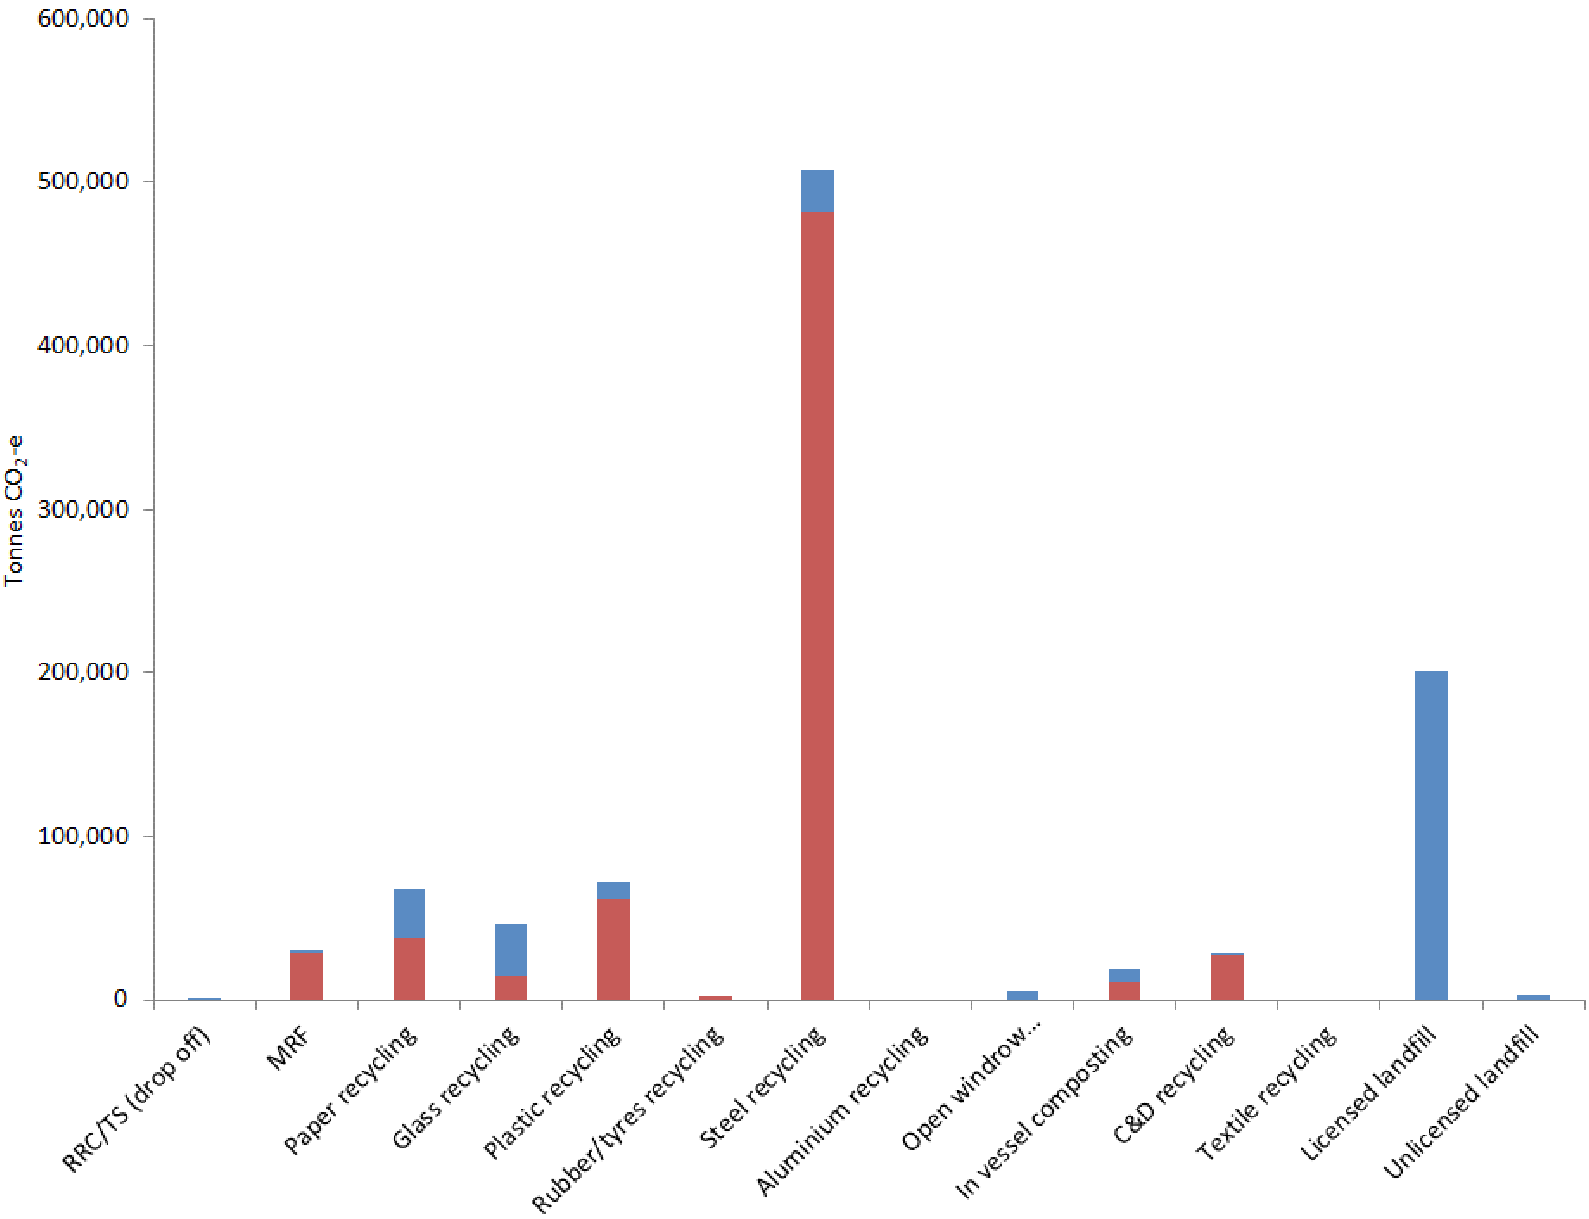 600,000
500,000
400,000
300,000
200,000
100,000
0
Tonnes CO₂-e
RRC/TS (drop off)
MRF
Paper recycling
Glass recycling
Plastic recycling
Rubber/tyres recycling
Steel recycling
Aluminium recycling
Open windrow...
In vessel composting
C&D recycling
Textile recycling
Licensed landfill
Unlicensed landfill